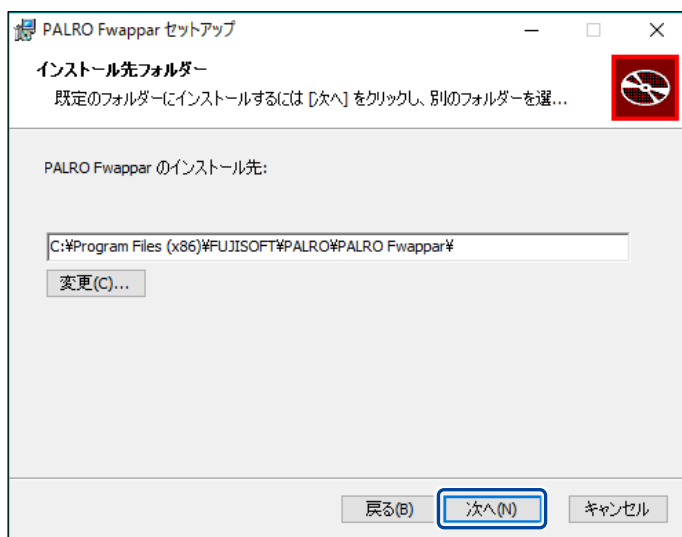 PALRO Fwappar セットアップ
インストール先フォルダー
既定のフォルダーにインストールするには [次へ] をクリックし、別のフォルダーを選...
PALRO Fwappar のインストール先:
C:¥Program Files (x86)¥FUJISOFT¥PALRO¥PALRO Fwappar¥
変更(C)...
戻る(B) 次へ(N) キャンセル